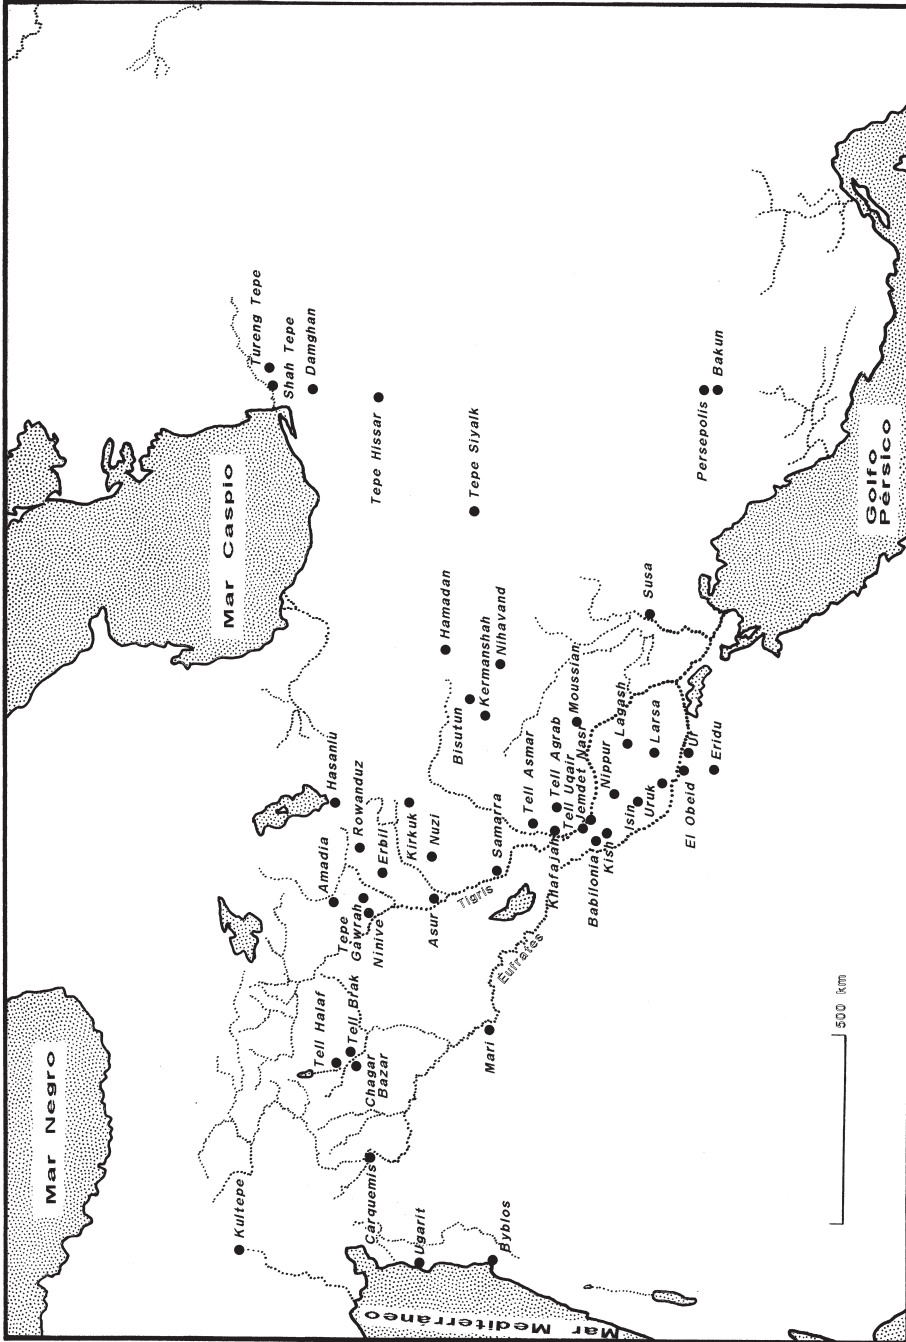 Mar Negro
Mar Caspio
Golfo
Pérsico
Mar Mediterráneo
Tureng Tepe
Shah Tepe
Damghan
Tepe Hissar
Tepe Siyalk
Persepolis
Bakun
Hamadan
Bisutun
Kermanshah
Nihavand
Susa
Moussian
Hasanlu
Rowanduz
Amadia
Erbil
Kirkuk
Nuzi
Tepe
Gawrah
Ninive
Asur
Tigris
Samarra
Tell Asmar
Tell Agrab
Khafajah
Tell Uqair
Jemdet Nasr
Babilonia
Kish
Nippur
Isin
Lagash
Larsa
Uruk
Ur
El Obeid
Eridu
Eufrates
Mari
Tell Halaf
Tell Brak
Chagar
Bazar
Kultepe
Carquemis
Ugarit
Byblos
500 km